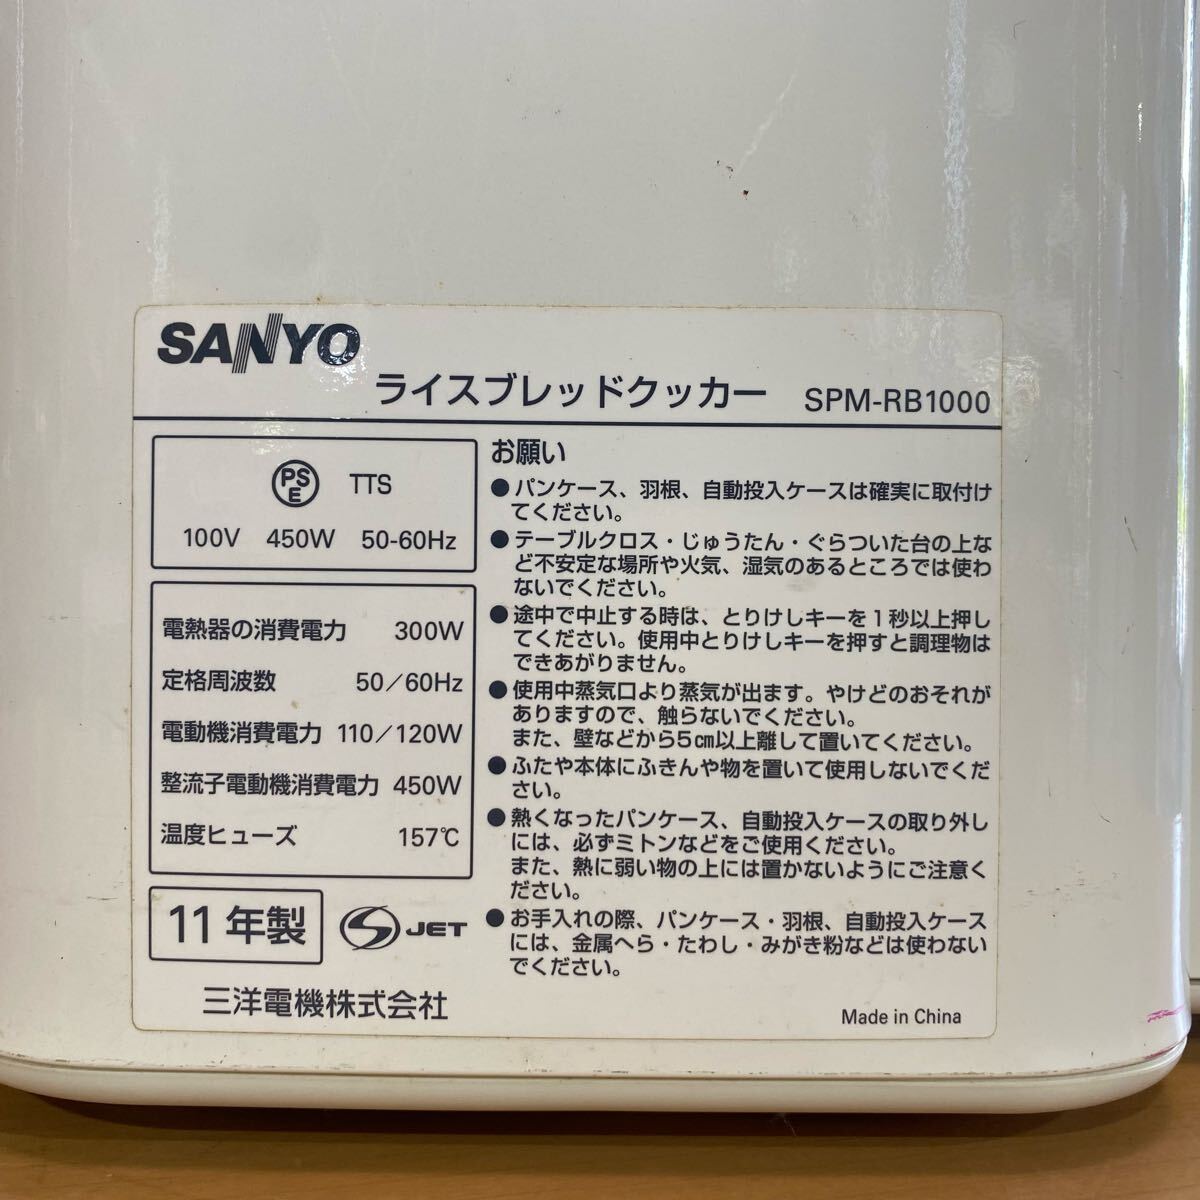 SANYO
ライスブレッドクッカー SPM-RB1000
PSE TTS
100V 450W 50-60Hz
電熱器の消費電力 300W
定格周波数 50／60Hz
電動機消費電力 110／120W
整流子電動機消費電力 450W
温度ヒューズ 157℃
11年製
S JET
三洋電機株式会社
お願い
●パンケース、羽根、自動投入ケースは確実に取付け
てください。
●テーブルクロス・じゅうたん・ぐらついた台の上な
ど不安定な場所や火気、湿気のあるところでは使わ
ないでください。
●途中で中止する時は、とりけしキーを1秒以上押し
てください。使用中とりけしキーを押すと調理物は
できあがりません。
●使用中蒸気口より蒸気が出ます。やけどのおそれが
ありますので、触らないでください。
また、壁などから5㎝以上離して置いてください。
●ふたや本体にふきんや物を置いて使用しないでくだ
さい。
●熱くなったパンケース、自動投入ケースの取り外し
には、必ずミトンなどをご使用ください。
また、熱に弱い物の上には置かないようにご注意く
ださい。
●お手入れの際、パンケース・羽根、自動投入ケース
には、金属へら・たわし・みがき粉などは使わない
でください。
Made in China